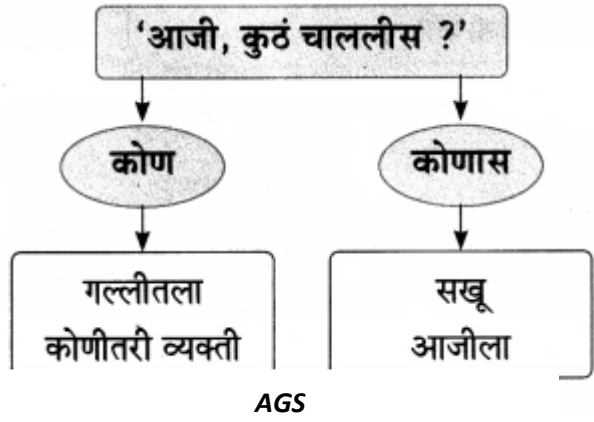 ‘आजी, कुठं चाललीस ?’
कोण
कोणास
गल्लीतला
कोणीतरी व्यक्ती
सखू
आजीला
AGS